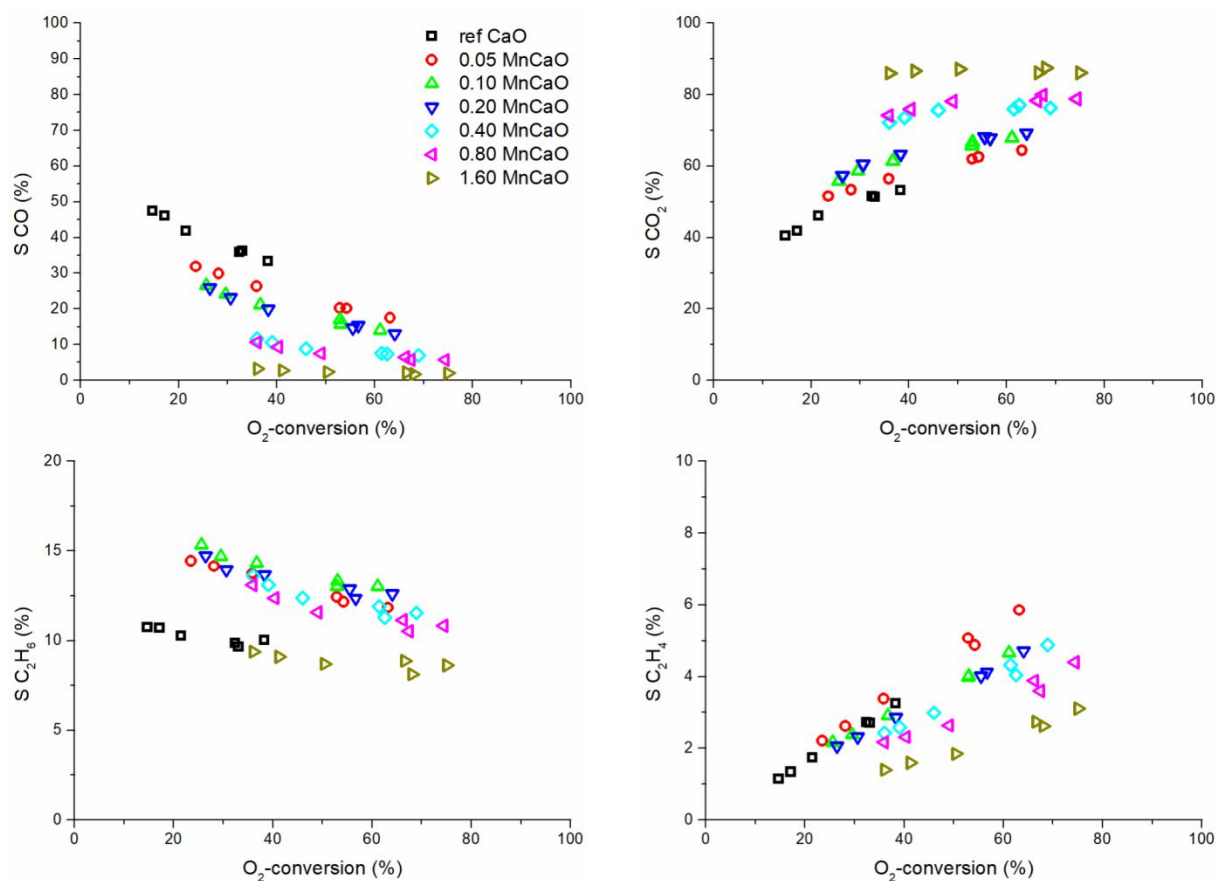 100
90
80
70
60
50
40
30
20
10
0
S CO (%)
0 20 40 60 80 100
O₂-conversion (%)
ref CaO
0.05 MnCaO
0.10 MnCaO
0.20 MnCaO
0.40 MnCaO
0.80 MnCaO
1.60 MnCaO
100
80
60
40
20
0
S CO₂ (%)
0 20 40 60 80 100
O₂-conversion (%)
20
15
10
5
0
S C₂H₆ (%)
0 20 40 60 80 100
O₂-conversion (%)
10
8
6
4
2
0
S C₂H₄ (%)
0 20 40 60 80 100
O₂-conversion (%)